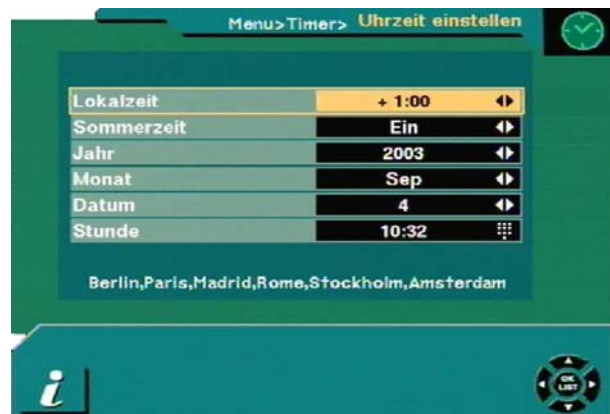 Menu>Timer> Uhrzeit einstellen
Lokalzeit + 1:00
Sommerzeit Ein
Jahr 2003
Monat Sep
Datum 4
Stunde 10:32
Berlin,Paris,Madrid,Rome,Stockholm,Amsterdam
i
OK
LIST